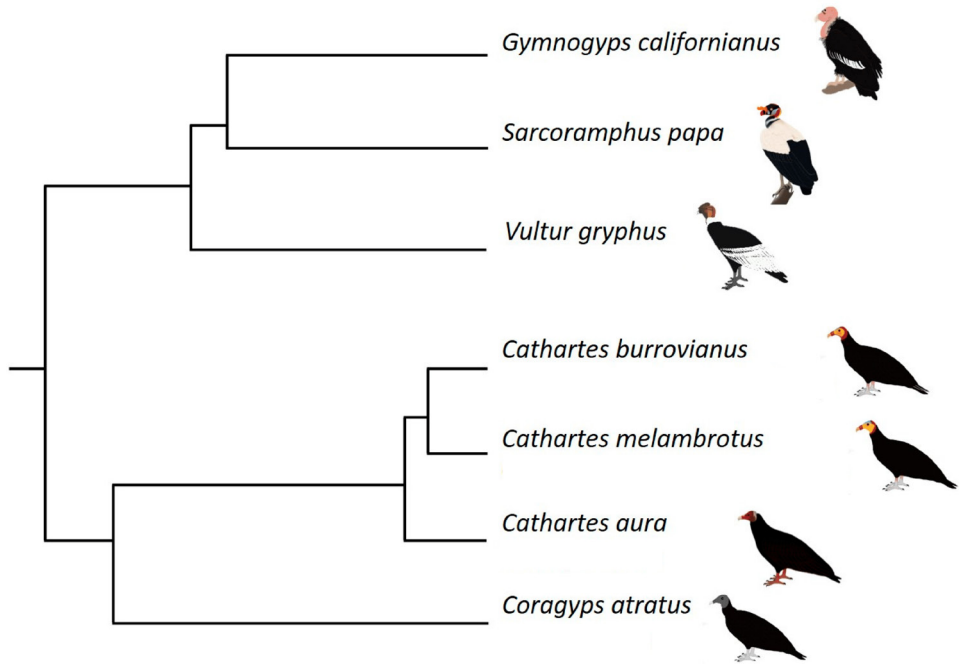 Gymnogyps californianus
Sarcoramphus papa
Vultur gryphus
Cathartes burrovianus
Cathartes melambrotus
Cathartes aura
Coragyps atratus